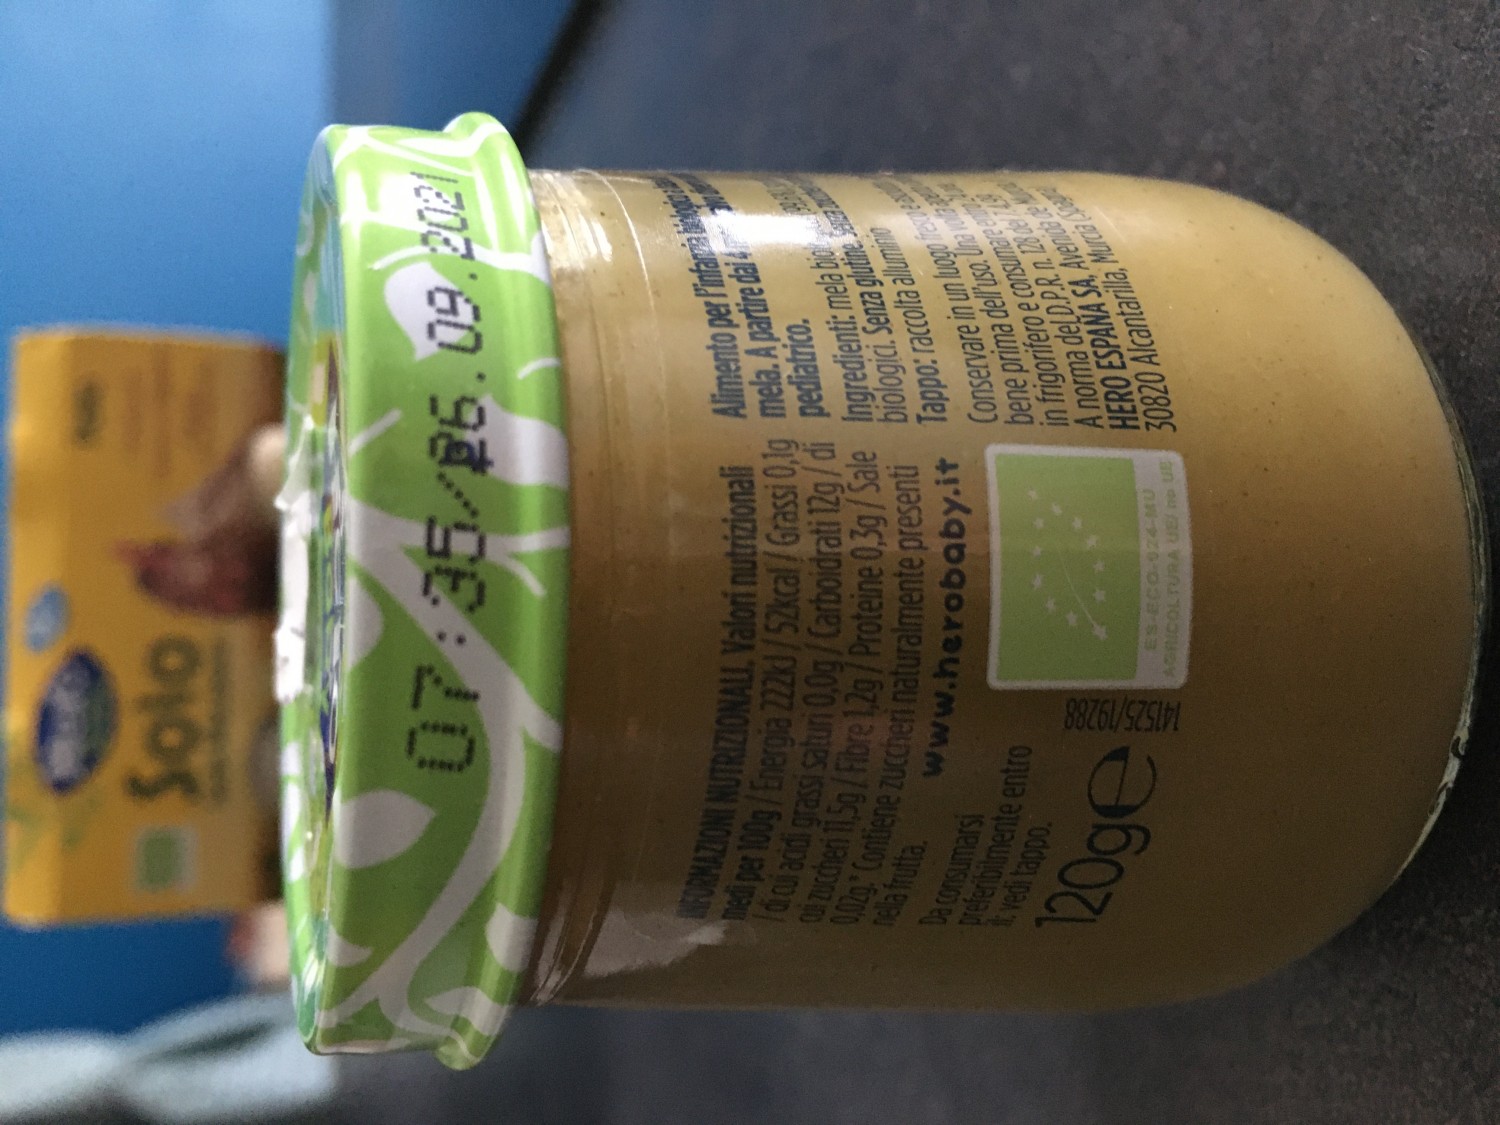 07:35/ 26.09.2021
INFORMAZIONI NUTRIZIONALI. Valori nutrizionali
medi per 100g / Energia 222kJ / 52kcal / Grassi 0,1g
/ di cui acidi grassi saturi 0,0g / Carboidrati 12g / di
cui zuccheri 11,5g / Fibre 1,2g / Proteine 0,3g / Sale
0,02g.* Contiene zuccheri naturalmente presenti
nella frutta.
www.herobaby.it
Da consumarsi
preferibilmente entro
il: vedi tappo.
120g e
141525/19288
ES-ECO-024-MU
AGRICOLTURA UE/
Alimento per l'infanzia
mela. A partire dai 4
pediatrico.
Ingredienti: mela
biologici. Senza glutine.
Tappo: raccolta alluminio
Conservare in un luogo
bene prima dell'uso. Una
in frigorifero e consumare
A norma del D.P.R. n. 128
HERO ESPAÑA SA, Avenida
30820 Alcantarilla, Murcia
Solo